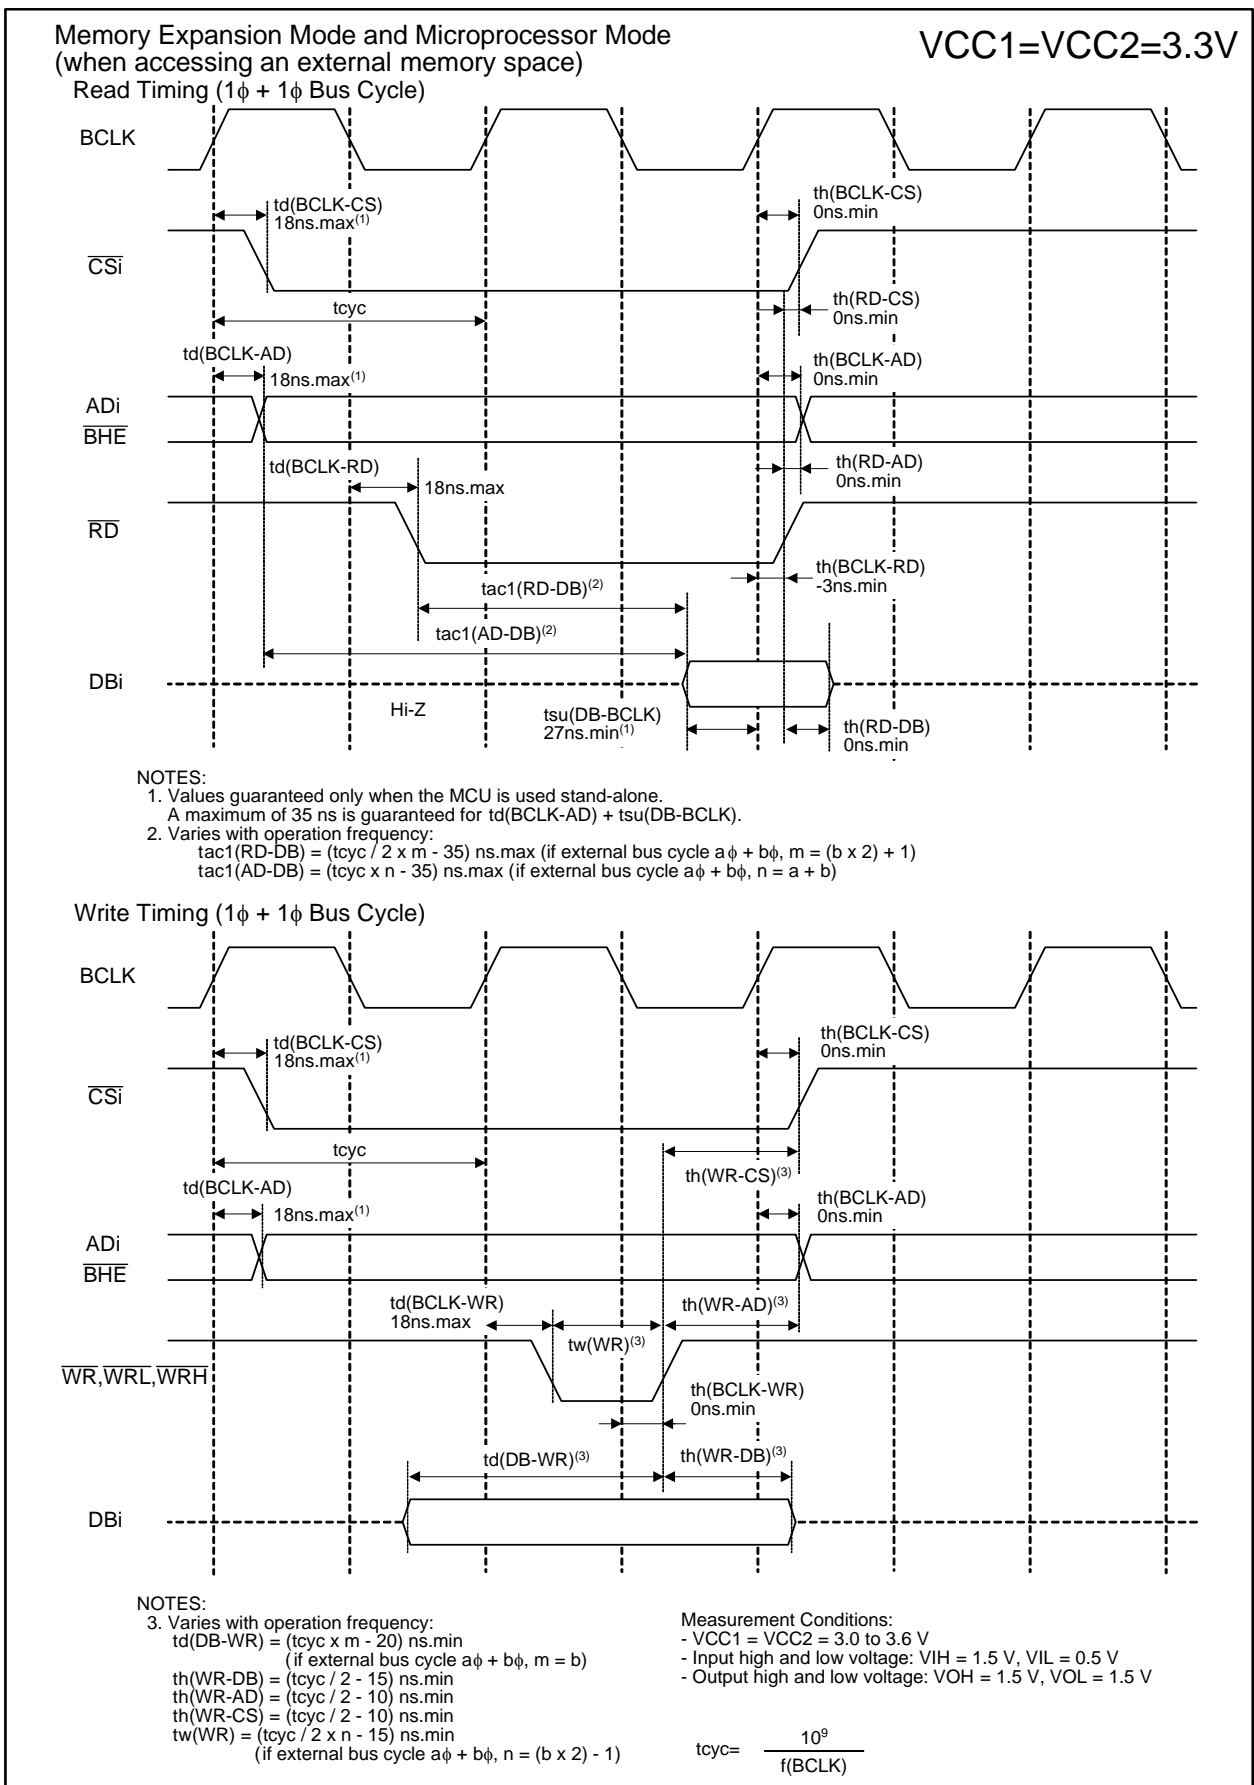 Memory Expansion Mode and Microprocessor Mode
(when accessing an external memory space)
VCC1=VCC2=3.3V
Read Timing (1ϕ + 1ϕ Bus Cycle)
BCLK
td(BCLK-CS)
18ns.max(1)
th(BCLK-CS)
0ns.min
CSi
tcyc
th(RD-CS)
0ns.min
td(BCLK-AD)
18ns.max(1)
th(BCLK-AD)
0ns.min
ADi
BHE
td(BCLK-RD)
18ns.max
th(RD-AD)
0ns.min
RD
th(BCLK-RD)
-3ns.min
tac1(RD-DB)(2)
tac1(AD-DB)(2)
DBi
Hi-Z
tsu(DB-BCLK)
27ns.min(1)
th(RD-DB)
0ns.min
NOTES:
1. Values guaranteed only when the MCU is used stand-alone.
A maximum of 35 ns is guaranteed for td(BCLK-AD) + tsu(DB-BCLK).
2. Varies with operation frequency:
tac1(RD-DB) = (tcyc / 2 x m - 35) ns.max (if external bus cycle aϕ + bϕ, m = (b x 2) + 1)
tac1(AD-DB) = (tcyc x n - 35) ns.max (if external bus cycle aϕ + bϕ, n = a + b)
Write Timing (1ϕ + 1ϕ Bus Cycle)
BCLK
td(BCLK-CS)
18ns.max(1)
th(BCLK-CS)
0ns.min
CSi
tcyc
th(WR-CS)(3)
td(BCLK-AD)
18ns.max(1)
th(BCLK-AD)
0ns.min
ADi
BHE
td(BCLK-WR)
18ns.max
tw(WR)(3)
th(WR-AD)(3)
WR,WRL,WRH
th(BCLK-WR)
0ns.min
td(DB-WR)(3)
th(WR-DB)(3)
DBi
NOTES:
3. Varies with operation frequency:
td(DB-WR) = (tcyc x m - 20) ns.min
(if external bus cycle aϕ + bϕ, m = b)
th(WR-DB) = (tcyc / 2 - 15) ns.min
th(WR-AD) = (tcyc / 2 - 10) ns.min
th(WR-CS) = (tcyc / 2 - 10) ns.min
tw(WR) = (tcyc / 2 x n - 15) ns.min
(if external bus cycle aϕ + bϕ, n = (b x 2) - 1)
Measurement Conditions:
- VCC1 = VCC2 = 3.0 to 3.6 V
- Input high and low voltage: VIH = 1.5 V, VIL = 0.5 V
- Output high and low voltage: VOH = 1.5 V, VOL = 1.5 V
tcyc=
10⁹
f(BCLK)